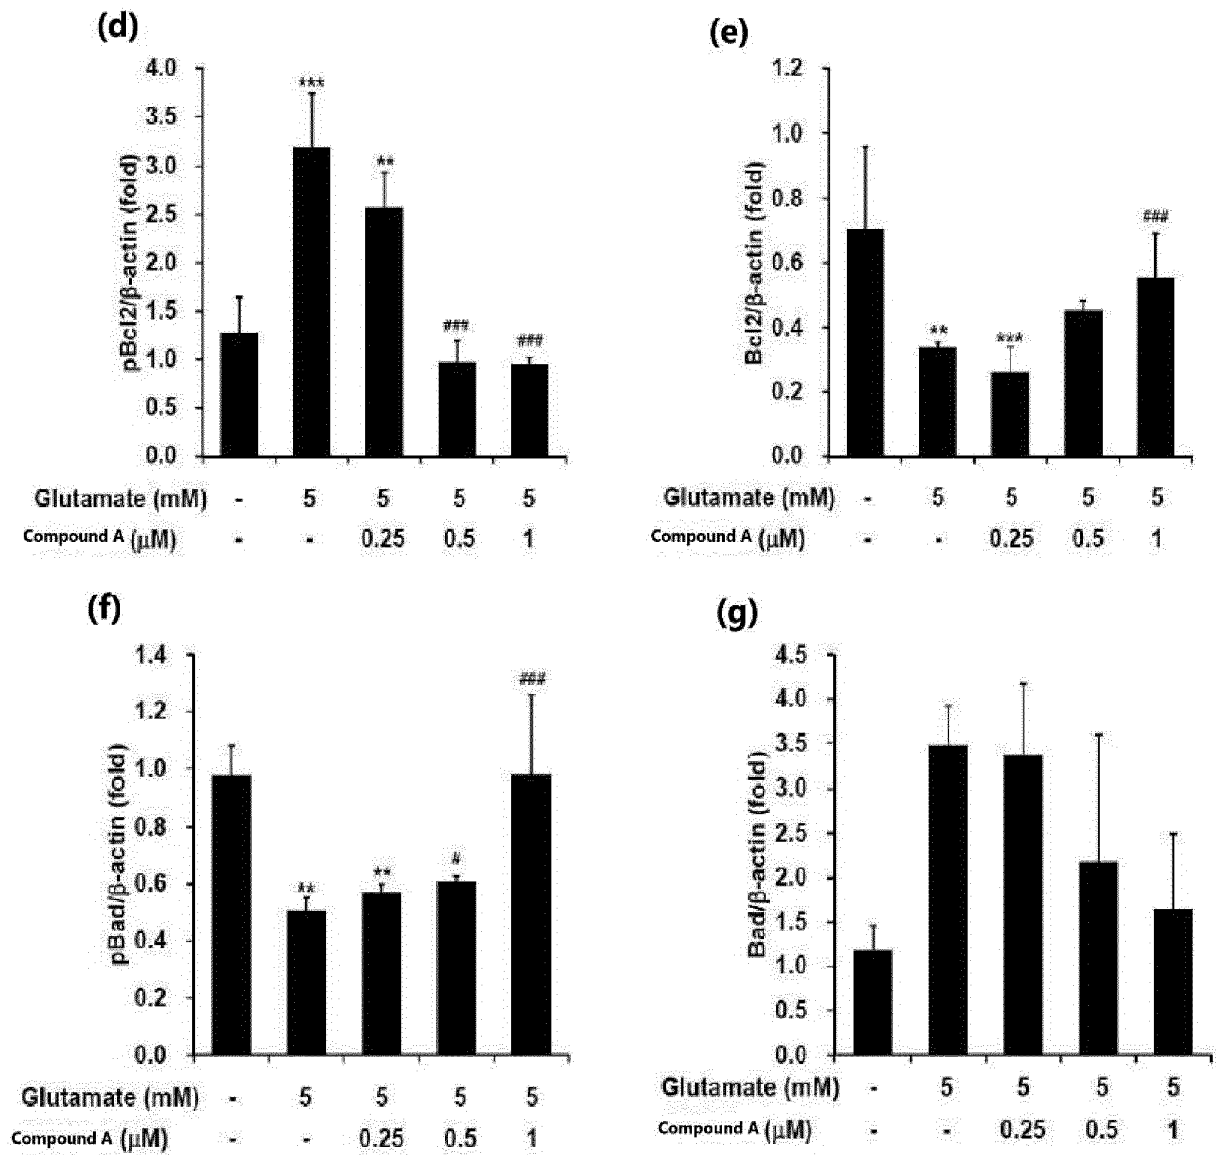 (d)
pBcl2/β-actin (fold)
4.0
3.5
3.0
2.5
2.0
1.5
1.0
0.5
0.0
***
**
###
###
Glutamate (mM) - 5 5 5 5
Compound A (μM) - - 0.25 0.5 1
(e)
Bcl2/β-actin (fold)
1.2
1.0
0.8
0.6
0.4
0.2
0.0
**
***
###
Glutamate (mM) - 5 5 5 5
Compound A (μM) - - 0.25 0.5 1
(f)
pBad/β-actin (fold)
1.4
1.2
1.0
0.8
0.6
0.4
0.2
0.0
**
**
#
###
Glutamate (mM) - 5 5 5 5
Compound A (μM) - - 0.25 0.5 1
(g)
Bad/β-actin (fold)
4.5
4.0
3.5
3.0
2.5
2.0
1.5
1.0
0.5
0.0
Glutamate (mM) - 5 5 5 5
Compound A (μM) - - 0.25 0.5 1